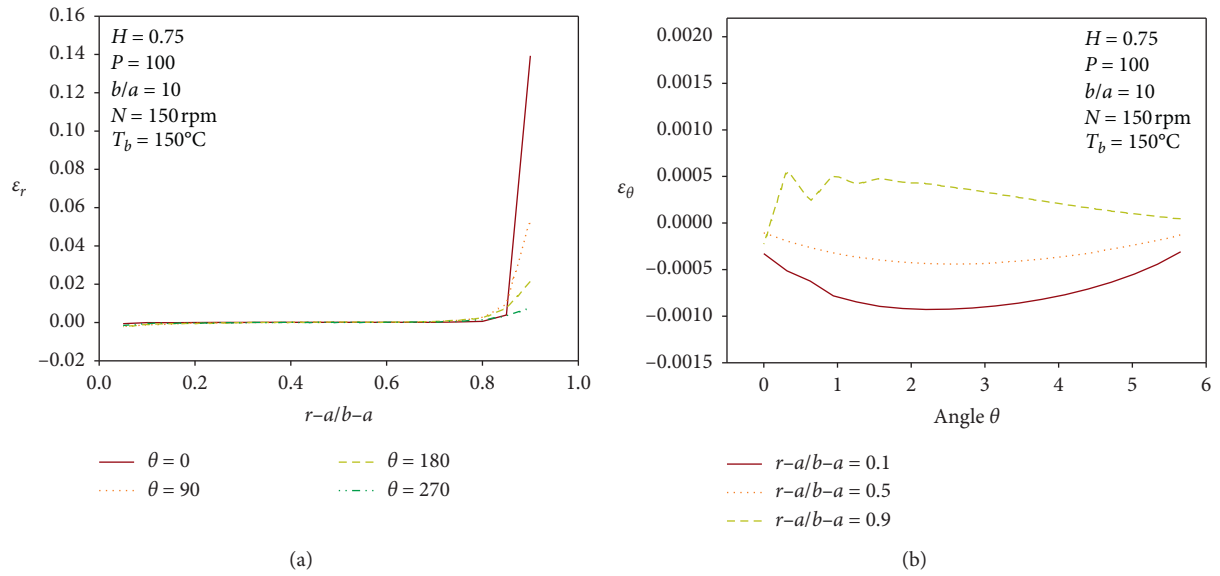 0.16
0.14
0.12
0.10
0.08
0.06
0.04
0.02
0.00
−0.02
εr
H = 0.75
P = 100
b/a = 10
N = 150 rpm
Tb = 150°C
0.0 0.2 0.4 0.6 0.8 1.0
r–a/b–a
θ = 0 θ = 180
θ = 90 θ = 270
(a)
0.0020
0.0015
0.0010
0.0005
0.0000
−0.0005
−0.0010
−0.0015
εθ
H = 0.75
P = 100
b/a = 10
N = 150 rpm
Tb = 150°C
0 1 2 3 4 5 6
Angle θ
r–a/b–a = 0.1
r–a/b–a = 0.5
r–a/b–a = 0.9
(b)